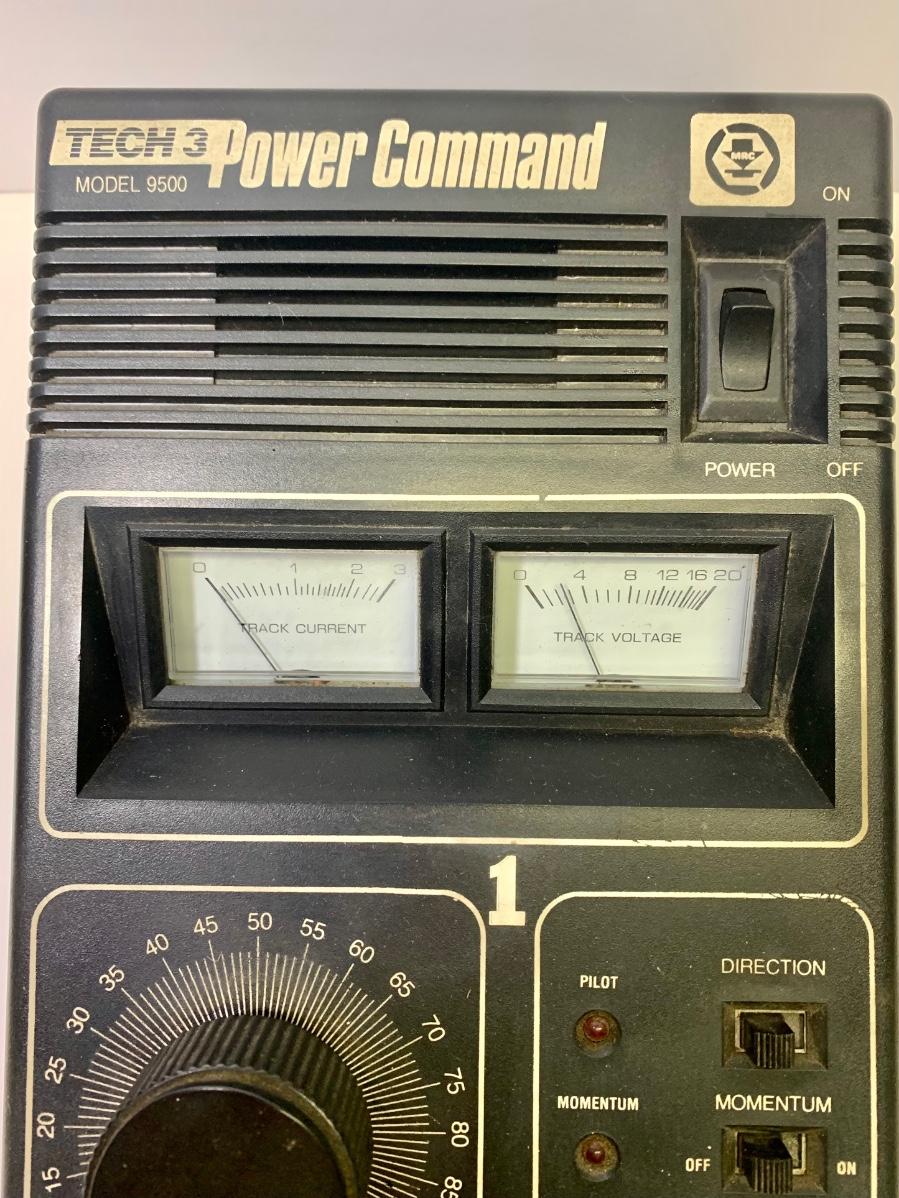 TECH 3 Power Command
MODEL 9500
MRC
ON
POWER OFF
0 1 2 3
TRACK CURRENT
0 4 8 12 16 20
TRACK VOLTAGE
1
15 20 25 30 35 40 45 50 55 60 65 70 75 80 85
PILOT
DIRECTION
MOMENTUM
MOMENTUM
OFF ON